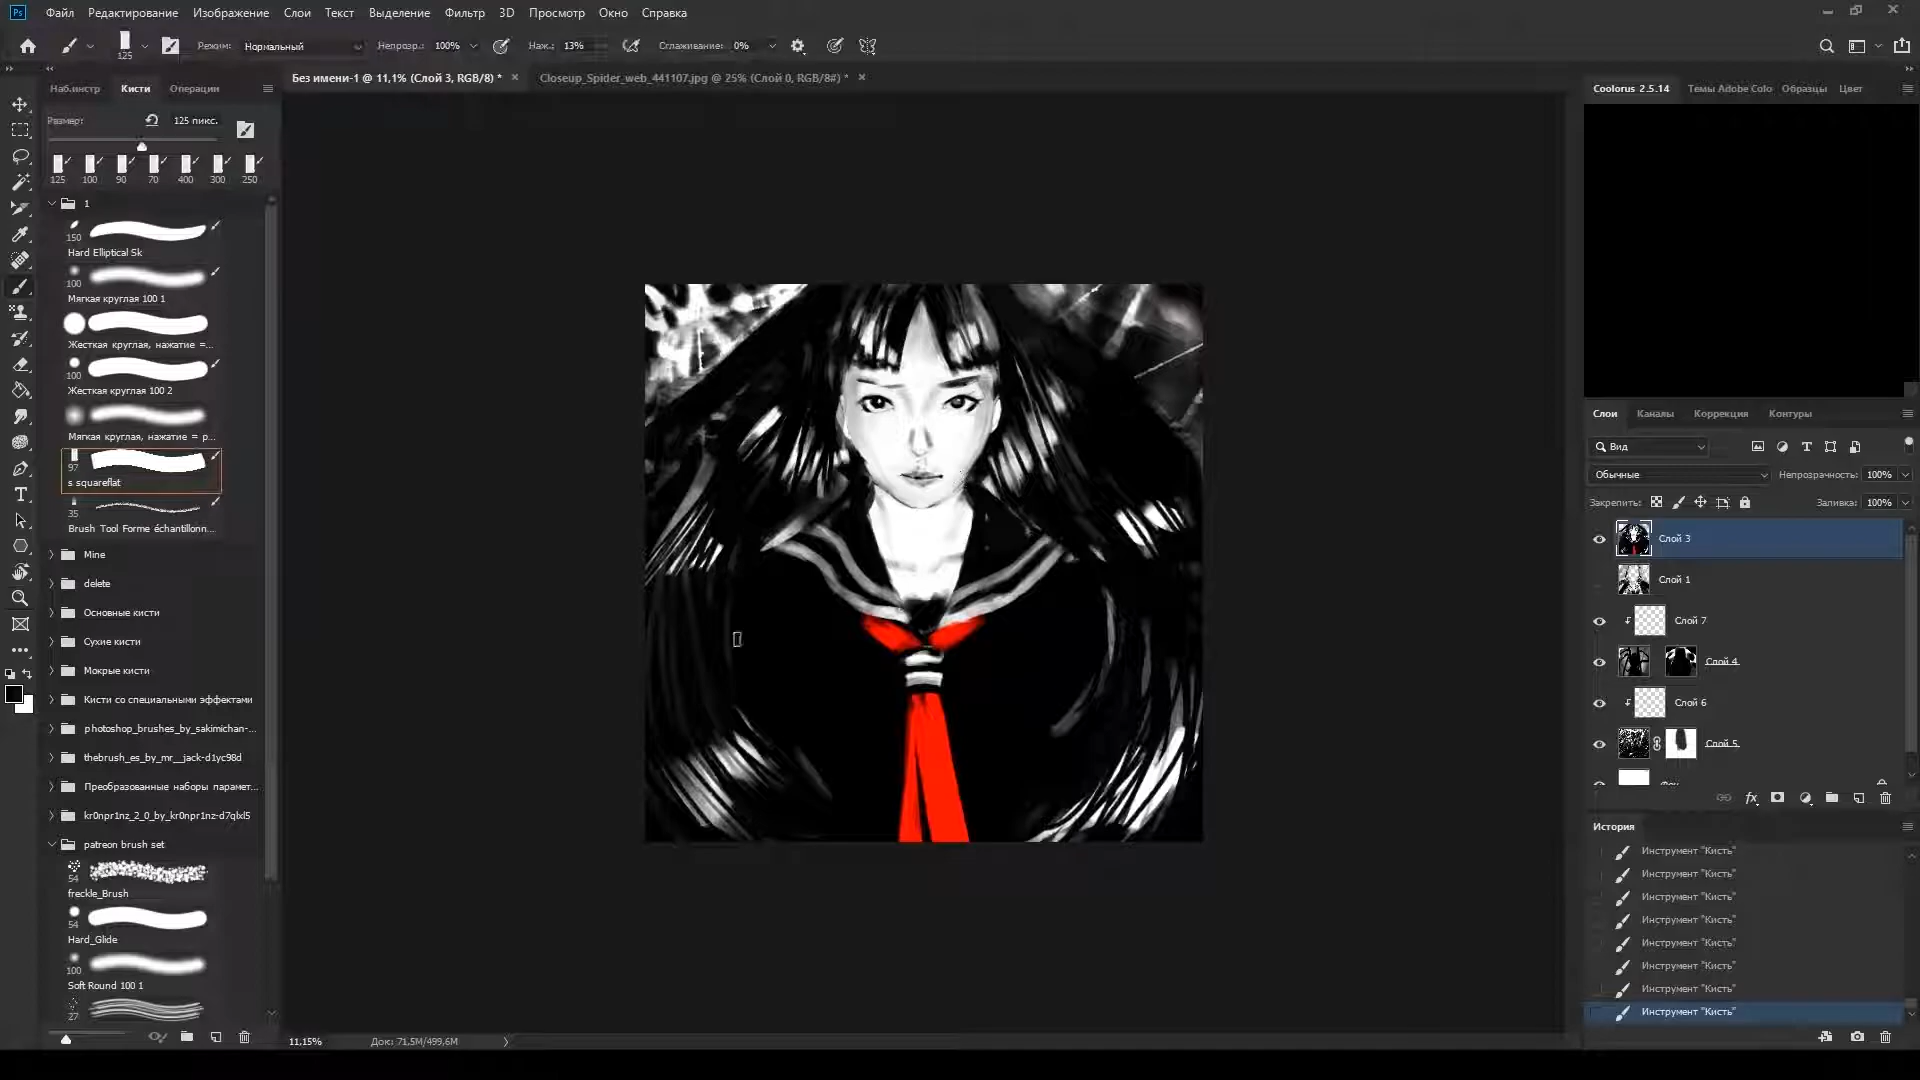 Ps Файл Редактирование Изображение Слои Текст Выделение Фильтр 3D Просмотр Окно Справка
125 Режим: Нормальный Непрозр.: 100% Наж.: 13% Сглаживание: 0%
Без имени-1 @ 11,1% (Слой 3, RGB/8) * × Closeup_Spider_web_441107.jpg @ 25% (Слой 0, RGB/8#) * ×
Наб.инстр Кисти Операции
Размер: 125 пикс.
125 100 90 70 400 300 250
1
150
Hard Elliptical Sk
100
Мягкая круглая 100 1
Жесткая круглая, нажатие =...
100
Жесткая круглая 100 2
Мягкая круглая, нажатие = р...
97
s squareflat
35
Brush Tool Forme échantillonn...
Mine
delete
Основные кисти
Сухие кисти
Мокрые кисти
Кисти со специальными эффектами
photoshop_brushes_by_sakimichan-...
thebrush_es_by_mr__jack-d1yc98d
Преобразованные наборы парамет...
kr0npr1nz_2_0_by_kr0npr1nz-d7qlxl5
patreon brush set
54
freckle_Brush
54
Hard_Glide
100
Soft Round 100 1
27
11,15% Док: 71,5M/499,6M
Coolorus 2.5.14 Темы Adobe Colo Образцы Цвет
Слои Каналы Коррекция Контуры
Вид
Обычные Непрозрачность: 100%
Закрепить: Заливка: 100%
Слой 3
Слой 1
Слой 7
Слой 4
Слой 6
Слой 5
fx
История
Инструмент "Кисть"
Инструмент "Кисть"
Инструмент "Кисть"
Инструмент "Кисть"
Инструмент "Кисть"
Инструмент "Кисть"
Инструмент "Кисть"
Инструмент "Кисть"